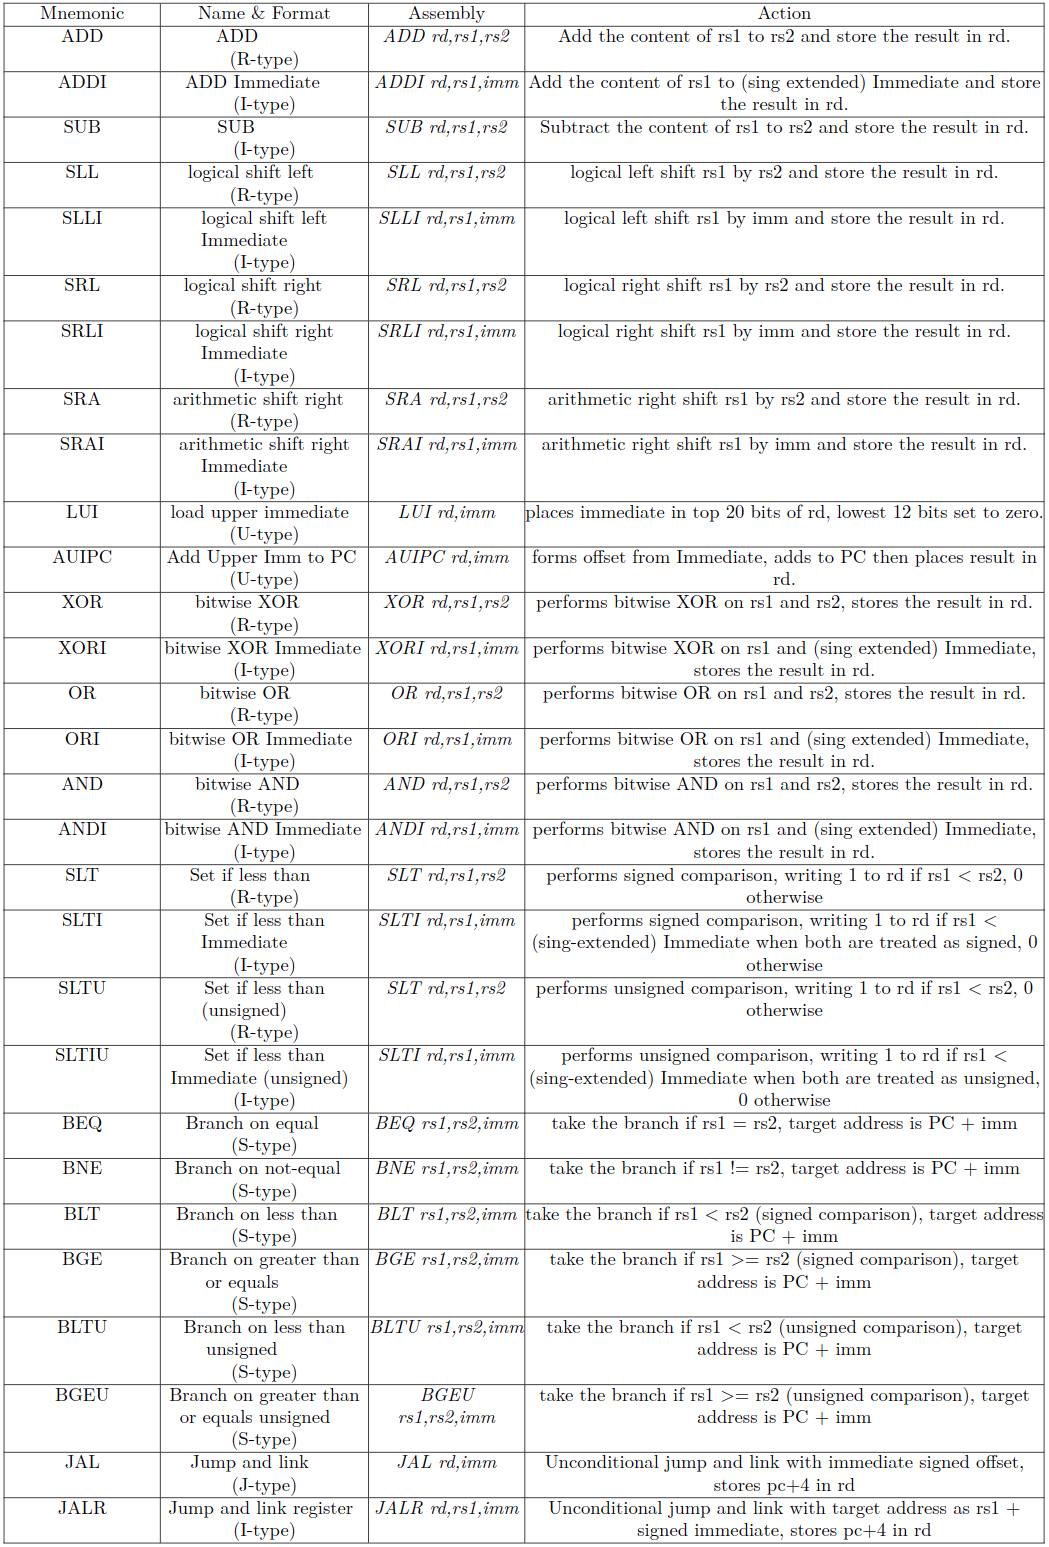 Mnemonic Name & Format Assembly Action
ADD ADD ADD rd,rs1,rs2 Add the content of rs1 to rs2 and store the result in rd.
(R-type)
ADDI ADD Immediate ADDI rd,rs1,imm Add the content of rs1 to (sing extended) Immediate and store
(I-type) the result in rd.
SUB SUB SUB rd,rs1,rs2 Subtract the content of rs1 to rs2 and store the result in rd.
(I-type)
SLL logical shift left SLL rd,rs1,rs2 logical left shift rs1 by rs2 and store the result in rd.
(R-type)
SLLI logical shift left SLLI rd,rs1,imm logical left shift rs1 by imm and store the result in rd.
Immediate
(I-type)
SRL logical shift right SRL rd,rs1,rs2 logical right shift rs1 by rs2 and store the result in rd.
(R-type)
SRLI logical shift right SRLI rd,rs1,imm logical right shift rs1 by imm and store the result in rd.
Immediate
(I-type)
SRA arithmetic shift right SRA rd,rs1,rs2 arithmetic right shift rs1 by rs2 and store the result in rd.
(R-type)
SRAI arithmetic shift right SRAI rd,rs1,imm arithmetic right shift rs1 by imm and store the result in rd.
Immediate
(I-type)
LUI load upper immediate LUI rd,imm places immediate in top 20 bits of rd, lowest 12 bits set to zero.
(U-type)
AUIPC Add Upper Imm to PC AUIPC rd,imm forms offset from Immediate, adds to PC then places result in
(U-type) rd.
XOR bitwise XOR XOR rd,rs1,rs2 performs bitwise XOR on rs1 and rs2, stores the result in rd.
(R-type)
XORI bitwise XOR Immediate XORI rd,rs1,imm performs bitwise XOR on rs1 and (sing extended) Immediate,
(I-type) stores the result in rd.
OR bitwise OR OR rd,rs1,rs2 performs bitwise OR on rs1 and rs2, stores the result in rd.
(R-type)
ORI bitwise OR Immediate ORI rd,rs1,imm performs bitwise OR on rs1 and (sing extended) Immediate,
(I-type) stores the result in rd.
AND bitwise AND AND rd,rs1,rs2 performs bitwise AND on rs1 and rs2, stores the result in rd.
(R-type)
ANDI bitwise AND Immediate ANDI rd,rs1,imm performs bitwise AND on rs1 and (sing extended) Immediate,
(I-type) stores the result in rd.
SLT Set if less than SLT rd,rs1,rs2 performs signed comparison, writing 1 to rd if rs1 < rs2, 0
(R-type) otherwise
SLTI Set if less than SLTI rd,rs1,imm performs signed comparison, writing 1 to rd if rs1 <
Immediate (sing-extended) Immediate when both are treated as signed, 0
(I-type) otherwise
SLTU Set if less than SLT rd,rs1,rs2 performs unsigned comparison, writing 1 to rd if rs1 < rs2, 0
(unsigned) otherwise
(R-type)
SLTIU Set if less than SLTI rd,rs1,imm performs unsigned comparison, writing 1 to rd if rs1 <
Immediate (unsigned) (sing-extended) Immediate when both are treated as unsigned,
(I-type) 0 otherwise
BEQ Branch on equal BEQ rs1,rs2,imm take the branch if rs1 = rs2, target address is PC + imm
(S-type)
BNE Branch on not-equal BNE rs1,rs2,imm take the branch if rs1 != rs2, target address is PC + imm
(S-type)
BLT Branch on less than BLT rs1,rs2,imm take the branch if rs1 < rs2 (signed comparison), target address
(S-type) is PC + imm
BGE Branch on greater than BGE rs1,rs2,imm take the branch if rs1 >= rs2 (signed comparison), target
or equals address is PC + imm
(S-type)
BLTU Branch on less than BLTU rs1,rs2,imm take the branch if rs1 < rs2 (unsigned comparison), target
unsigned address is PC + imm
(S-type)
BGEU Branch on greater than BGEU take the branch if rs1 >= rs2 (unsigned comparison), target
or equals unsigned rs1,rs2,imm address is PC + imm
(S-type)
JAL Jump and link JAL rd,imm Unconditional jump and link with immediate signed offset,
(J-type) stores pc+4 in rd
JALR Jump and link register JALR rd,rs1,imm Unconditional jump and link with target address as rs1 +
(I-type) signed immediate, stores pc+4 in rd